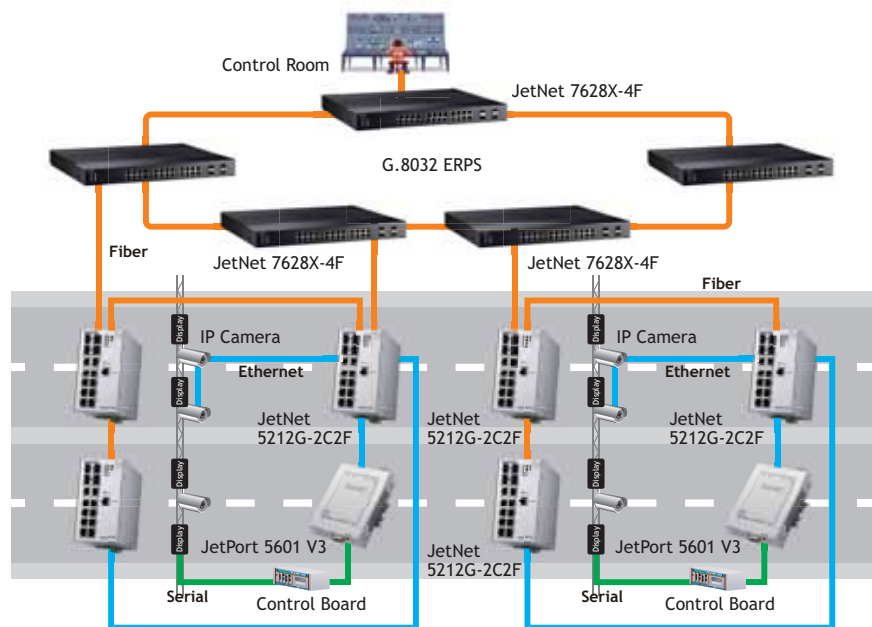 Control Room
JetNet 7628X-4F
G.8032 ERPS
Fiber
JetNet 7628X-4F
JetNet 7628X-4F
Fiber
Display
IP Camera
Display
IP Camera
Ethernet
Ethernet
Display
Display
JetNet
5212G-2C2F
JetNet
5212G-2C2F
JetNet
5212G-2C2F
Display
Display
Display
JetPort 5601 V3
JetNet
5212G-2C2F
Display
JetPort 5601 V3
Serial
Control Board
Serial
Control Board